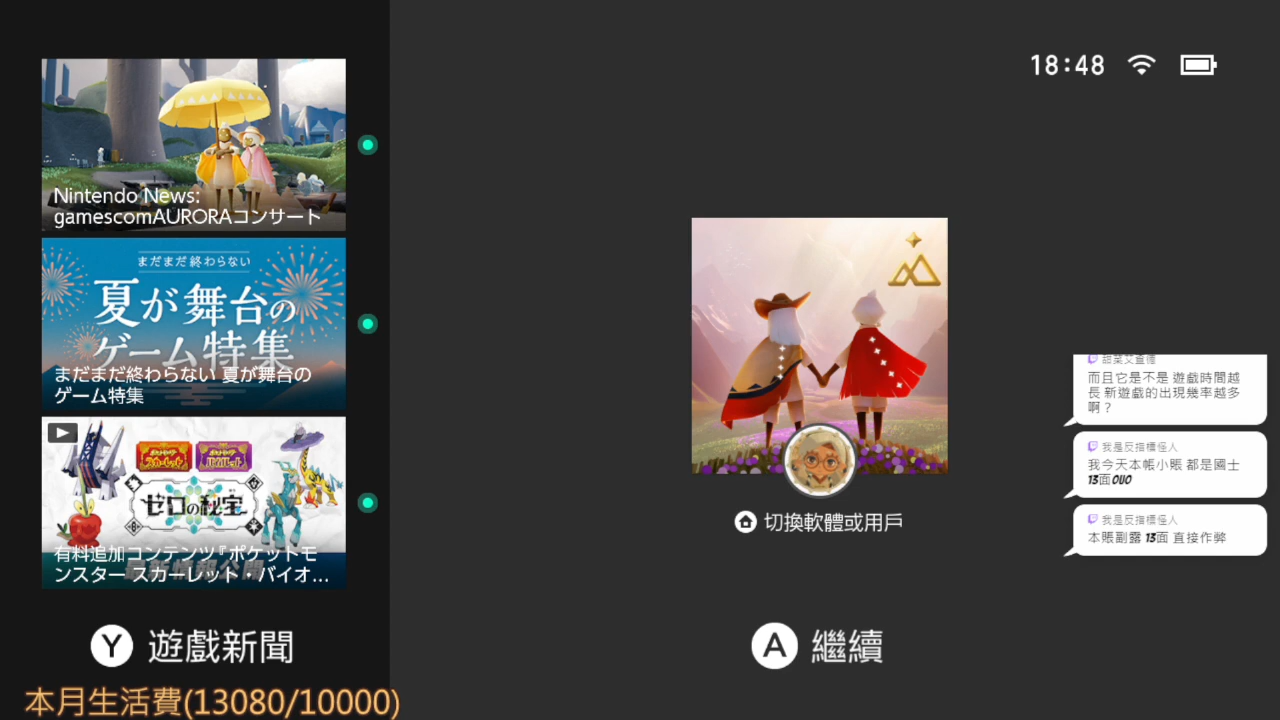 Nintendo News:
gamescomAURORAコンサート
まだまだ終わらない
夏が舞台の
ゲーム特集
まだまだ終わらない 夏が舞台の
ゲーム特集
ゼロの秘宝
有料追加コンテンツ『ポケットモ
ンスター スカーレット・バイオ...
Y 遊戲新聞
本月生活費(13080/10000)
18:48
切換軟體或用戶
A 繼續
而且它是不是 遊戲時間越
長 新遊戲的出現幾率越多
啊？
我是反指標怪人
我今天本帳小賬 都是國士
13面OUO
我是反指標怪人
本賬副露 13面 直接作弊